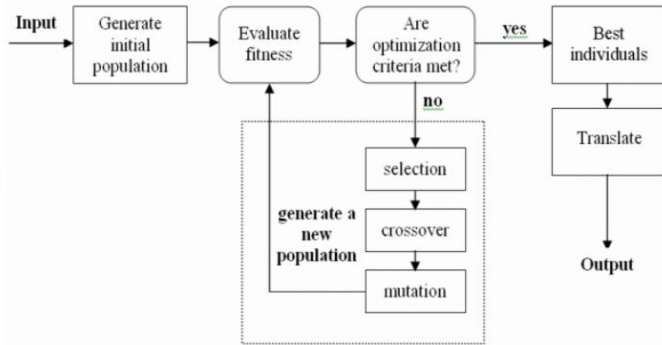 Input
Generate
initial
population
Evaluate
fitness
Are
optimization
criteria met?
yes
Best
individuals
no
Translate
selection
generate a
new
population
crossover
mutation
Output